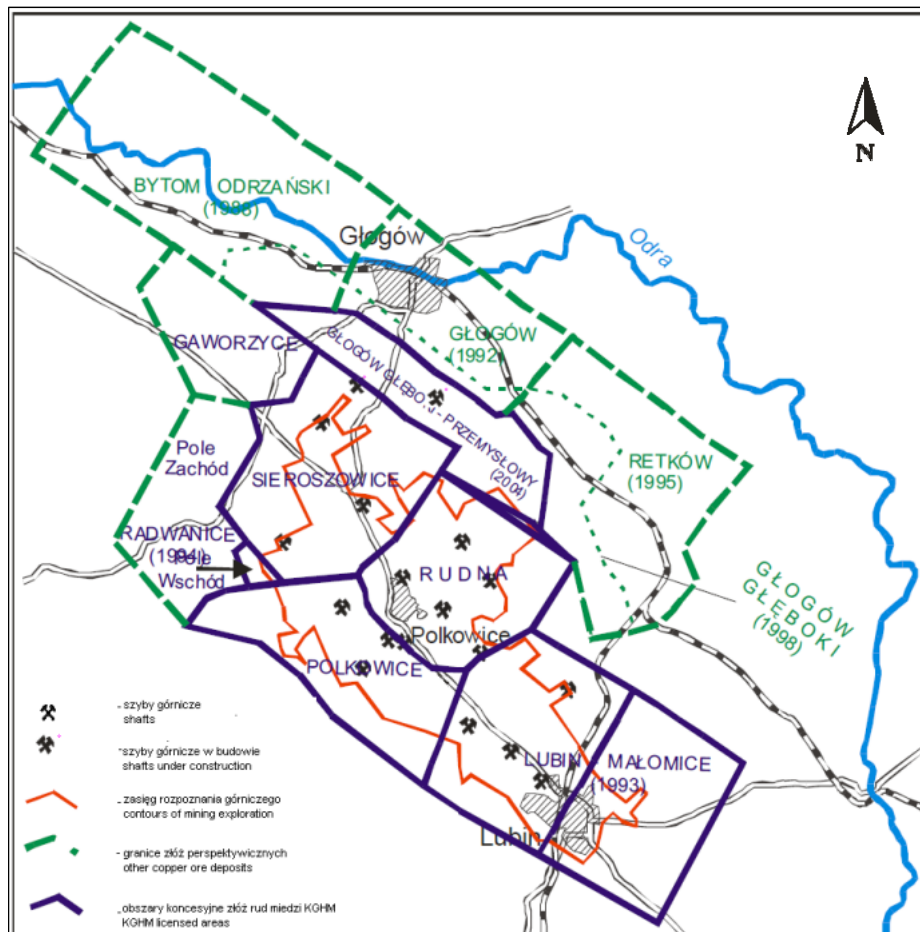 N
BYTOM ODRZAŃSKI
(1988)
Głogów
Odra
GŁOGÓW
(1992)
GAWORZYCE
GŁOGÓW GŁĘBOKI - PRZEMYSŁOWY
(2004)
Pole
Zachód
SIEROSZOWICE
RETKÓW
(1995)
RADWANICE
(1994)
Pole
Wschód
RUDNA
GŁOGÓW
GŁĘBOKI
(1998)
Polkowice
POLKOWICE
LUBIN
MAŁOMICE
(1993)
Lubin
- szyby górnicze
shafts
- szyby górnicze w budowie
shafts under construction
- zasięg rozpoznania górniczego
contours of mining exploration
- granice złóż perspektywicznych
other copper ore deposits
- obszary koncesyjne złóż rud miedzi KGHM
KGHM licensed areas